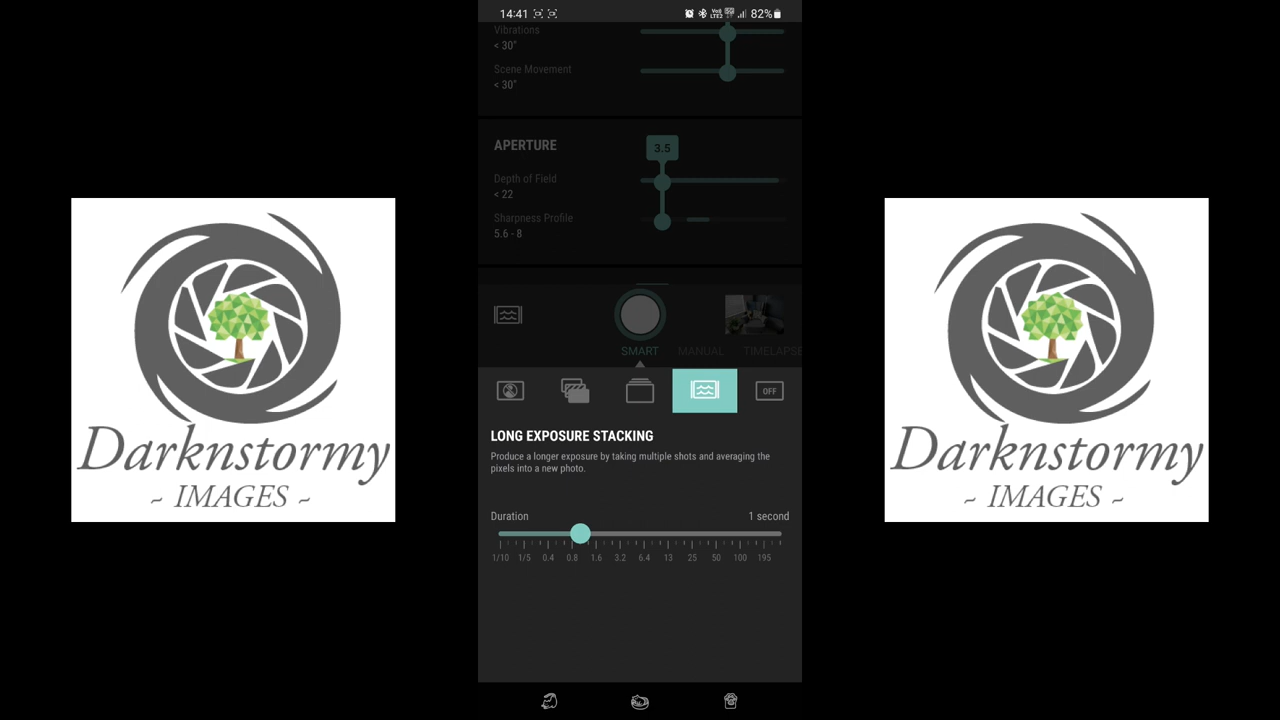 14:41
Vo))
LTE2
82%
Vibrations
< 30"
Scene Movement
< 30"
APERTURE
3.5
Depth of Field
< 22
Sharpness Profile
5.6 - 8
SMART
MANUAL
TIMELAPSE
OFF
LONG EXPOSURE STACKING
Produce a longer exposure by taking multiple shots and averaging the
pixels into a new photo.
Duration
1 second
1/10 1/5 0.4 0.8 1.6 3.2 6.4 13 25 50 100 195
Darknstormy
~ IMAGES ~
Darknstormy
~ IMAGES ~